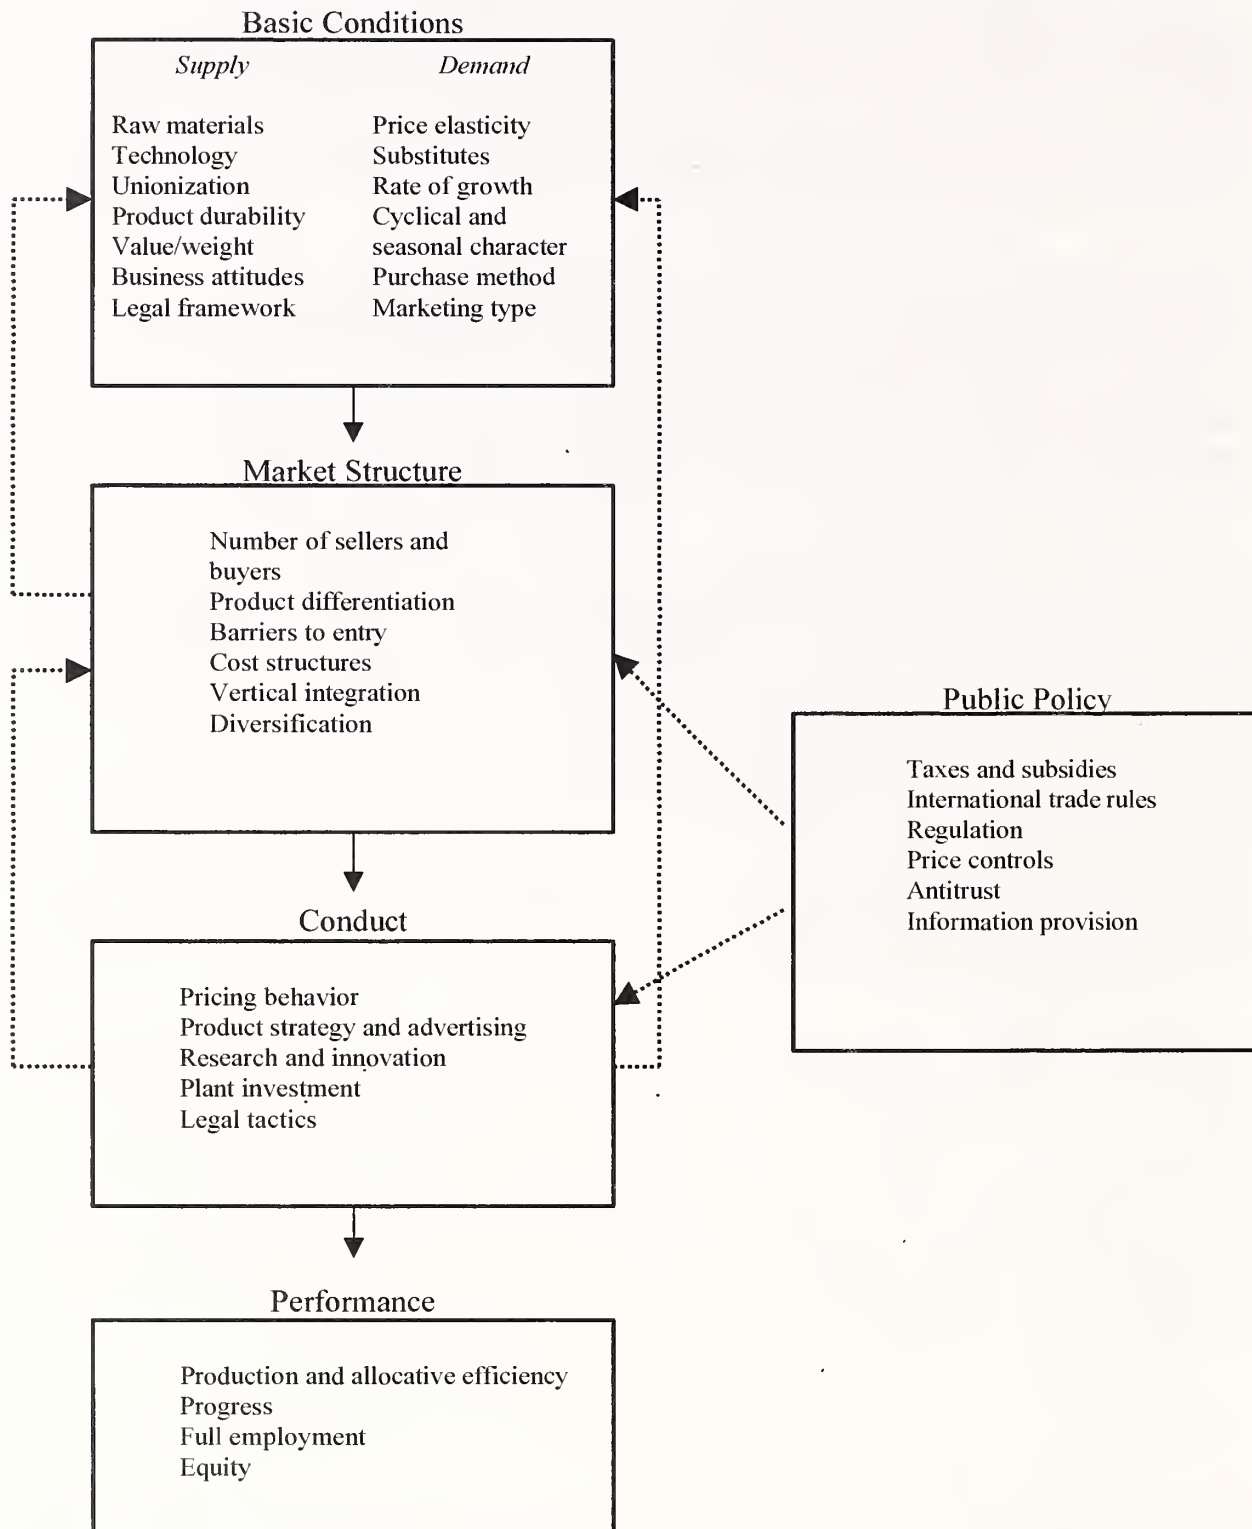 Basic Conditions
Supply
Demand
Raw materials
Technology
Unionization
Product durability
Value/weight
Business attitudes
Legal framework
Price elasticity
Substitutes
Rate of growth
Cyclical and
seasonal character
Purchase method
Marketing type
Market Structure
Number of sellers and
buyers
Product differentiation
Barriers to entry
Cost structures
Vertical integration
Diversification
Public Policy
Taxes and subsidies
International trade rules
Regulation
Price controls
Antitrust
Information provision
Conduct
Pricing behavior
Product strategy and advertising
Research and innovation
Plant investment
Legal tactics
Performance
Production and allocative efficiency
Progress
Full employment
Equity